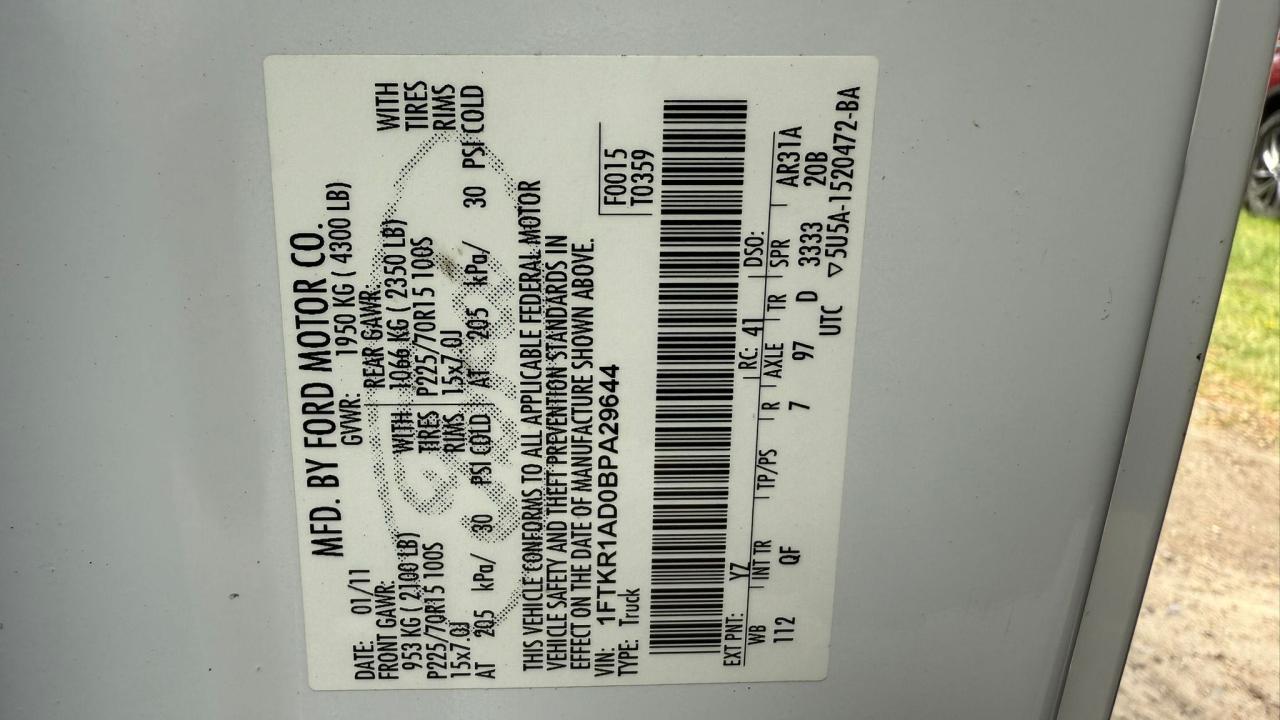 MFD. BY FORD MOTOR CO.
DATE: 01/11 GVWR: 1950 KG ( 4300 LB)
FRONT GAWR: REAR GAWR:
953 KG ( 2100 LB) WITH 1066 KG ( 2350 LB) WITH
P225/70R15 100S TIRES P225/70R15 100S TIRES
15x7.0J RIMS 15x7.0J RIMS
AT 205 kPa/ 30 PSI COLD AT 205 kPa/ 30 PSI COLD
THIS VEHICLE CONFORMS TO ALL APPLICABLE FEDERAL MOTOR
VEHICLE SAFETY AND THEFT PREVENTION STANDARDS IN
EFFECT ON THE DATE OF MANUFACTURE SHOWN ABOVE.
VIN: 1FTKR1AD0BPA29644 F0015
TYPE: Truck T0359
EXT PNT: YZ RC: 41 DSO:
WB INT TR TP/PS R AXLE TR SPR AR31A
112 QF 7 97 D 3333 20B
UTC ▽5U5A-1520472-BA